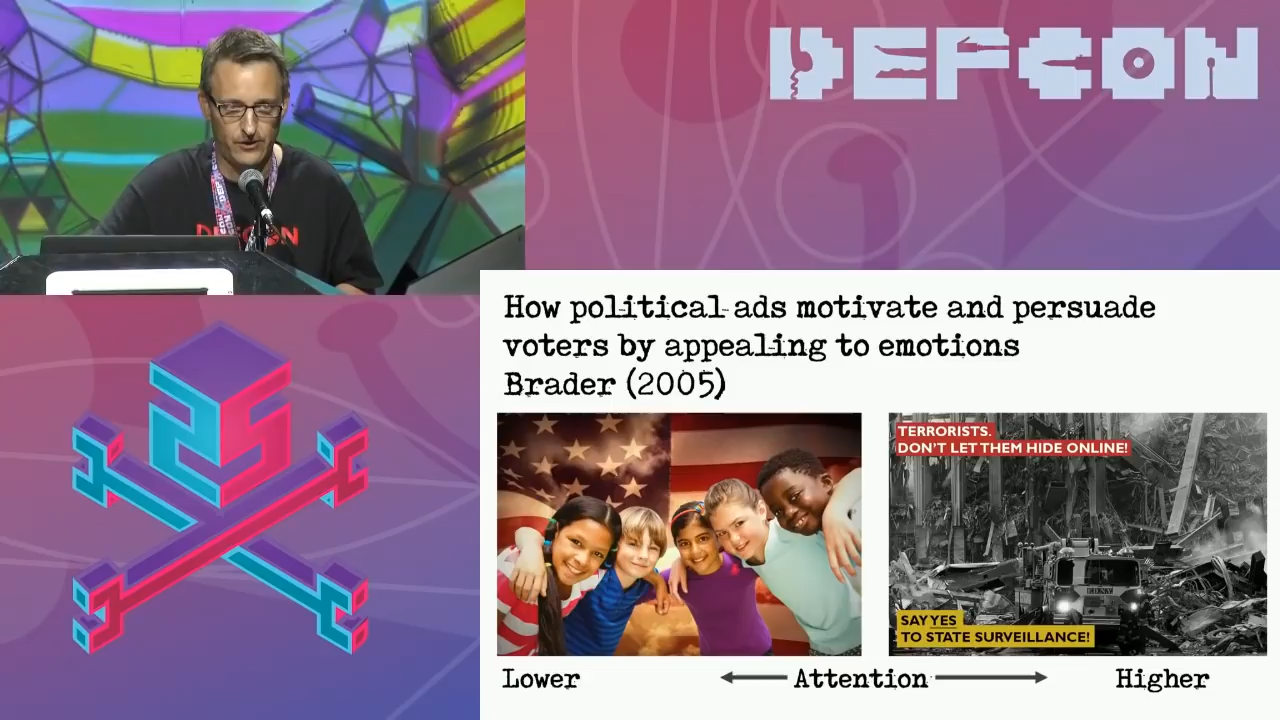 DEFCON
DEFCON
How political ads motivate and persuade
voters by appealing to emotions
Brader (2005)
TERRORISTS.
DON'T LET THEM HIDE ONLINE!
SAY YES
TO STATE SURVEILLANCE!
Lower
Attention
Higher